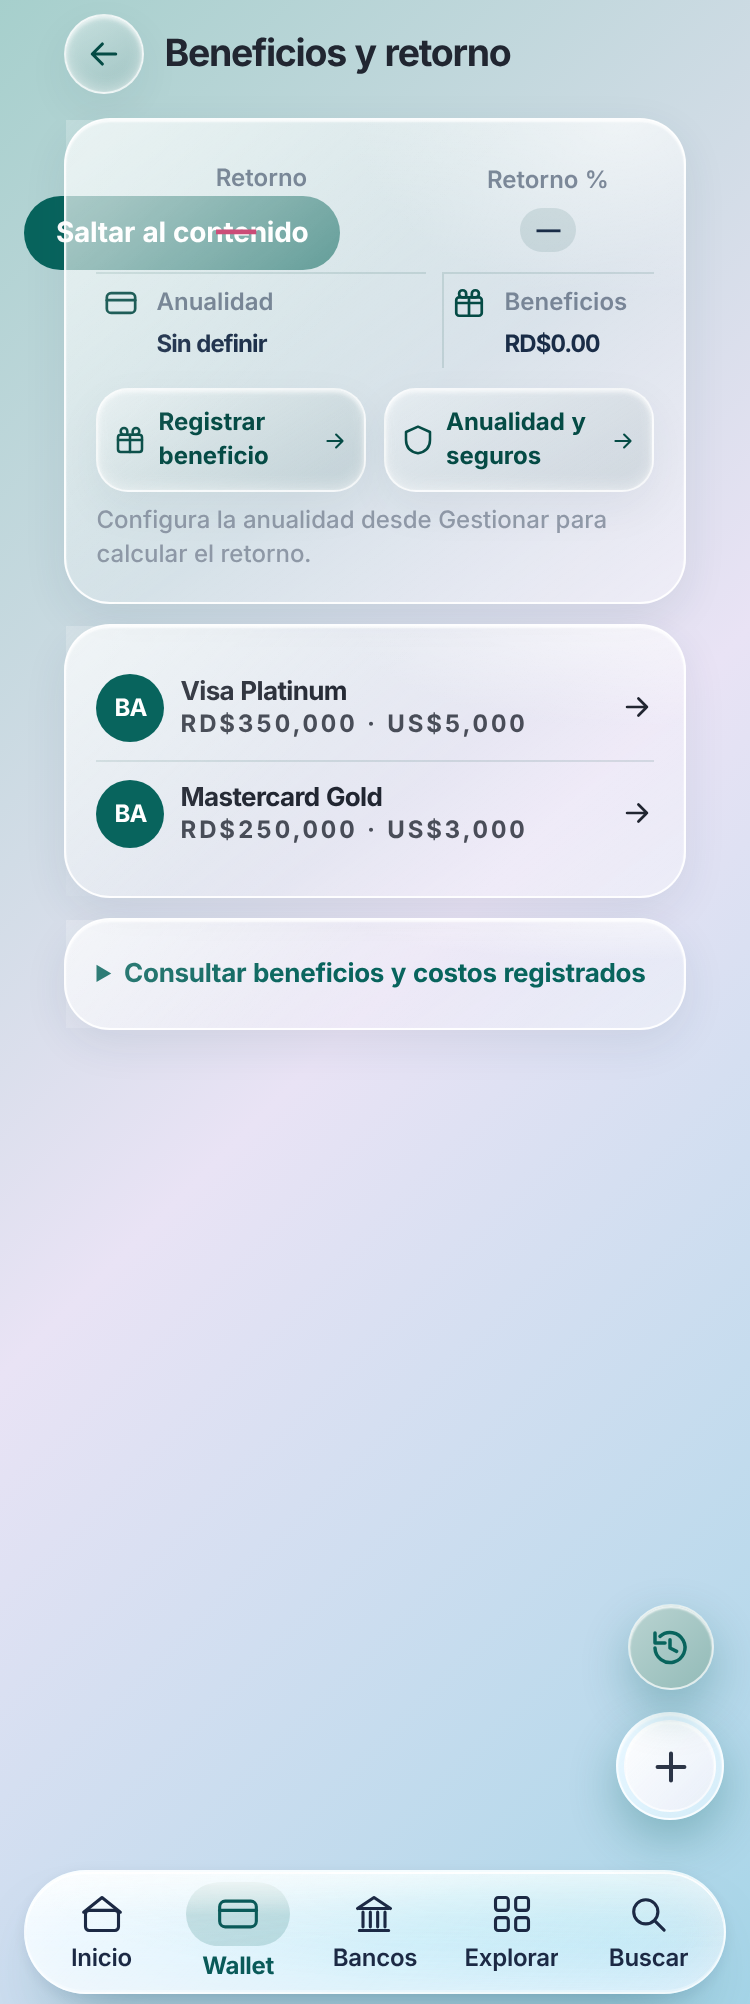 Beneficios y retorno
Retorno
Retorno %
Saltar al contenido
—
—
Anualidad
Sin definir
Beneficios
RD$0.00
Registrar
beneficio
Anualidad y
seguros
Configura la anualidad desde Gestionar para
calcular el retorno.
BA
Visa Platinum
RD$350,000 · US$5,000
BA
Mastercard Gold
RD$250,000 · US$3,000
Consultar beneficios y costos registrados
Inicio
Wallet
Bancos
Explorar
Buscar